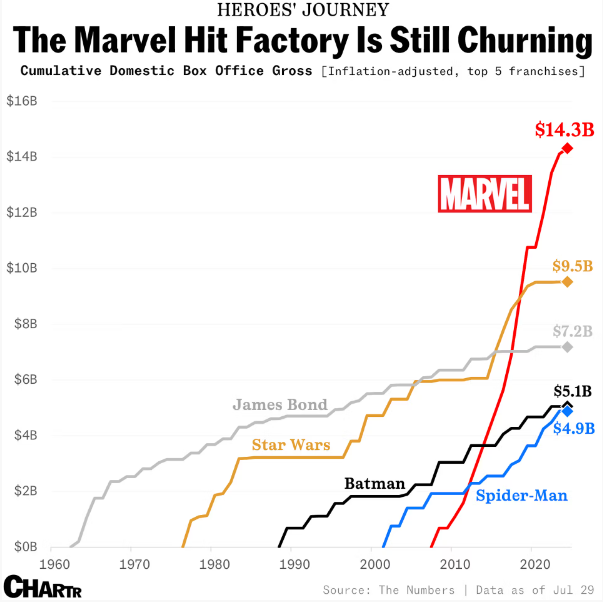 HEROES' JOURNEY
The Marvel Hit Factory Is Still Churning
Cumulative Domestic Box Office Gross [Inflation-adjusted, top 5 franchises]
$16B
$14.3B
$14B
MARVEL
$12B
$10B
$9.5B
$8B
$7.2B
$6B
$5.1B
James Bond
$4B
$4.9B
Star Wars
Batman
$2B
Spider-Man
$0B
1960 1970 1980 1990 2000 2010 2020
CHARTR
Source: The Numbers | Data as of Jul 29